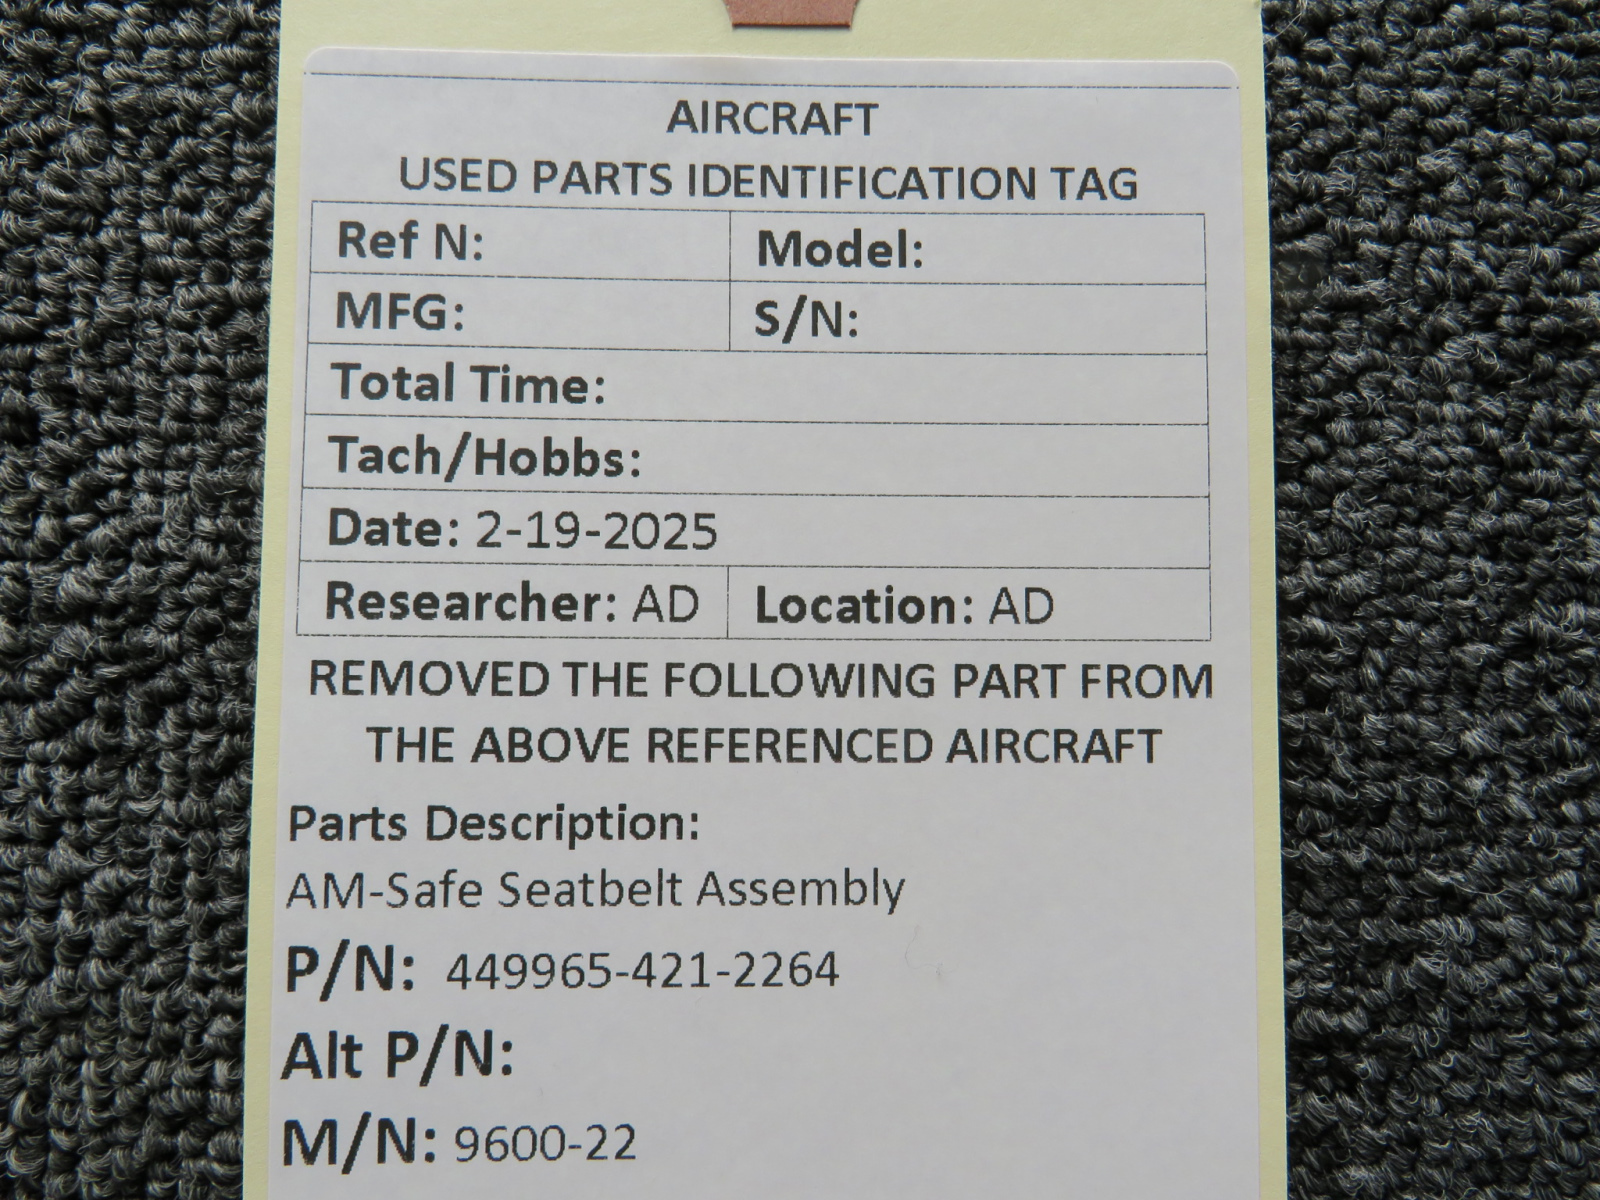 AIRCRAFT
USED PARTS IDENTIFICATION TAG
Ref N: Model:
MFG: S/N:
Total Time:
Tach/Hobbs:
Date: 2-19-2025
Researcher: AD Location: AD
REMOVED THE FOLLOWING PART FROM
THE ABOVE REFERENCED AIRCRAFT
Parts Description:
AM-Safe Seatbelt Assembly
P/N: 449965-421-2264
Alt P/N:
M/N: 9600-22